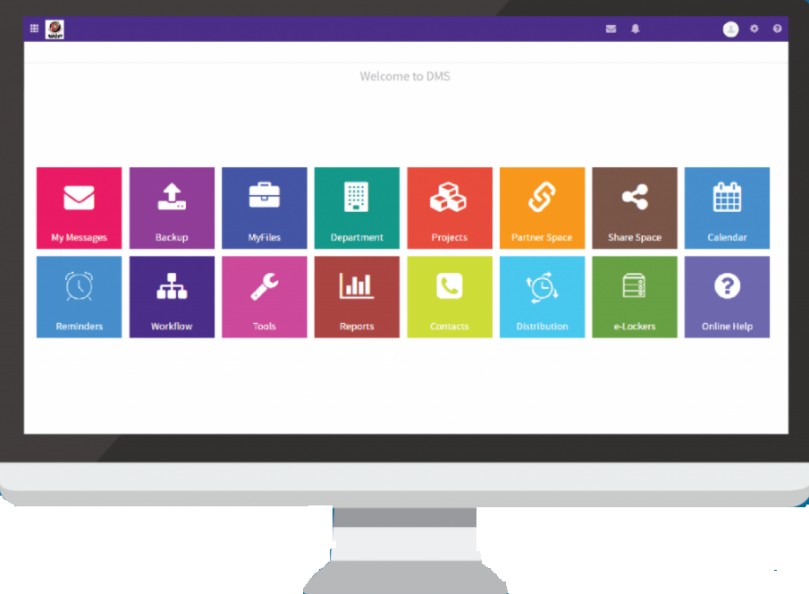 Welcome to DMS
My Messages
Backup
MyFiles
Department
Projects
Partner Space
Share Space
Calendar
Reminders
Workflow
Tools
Reports
Contacts
Distribution
e-Lockers
Online Help